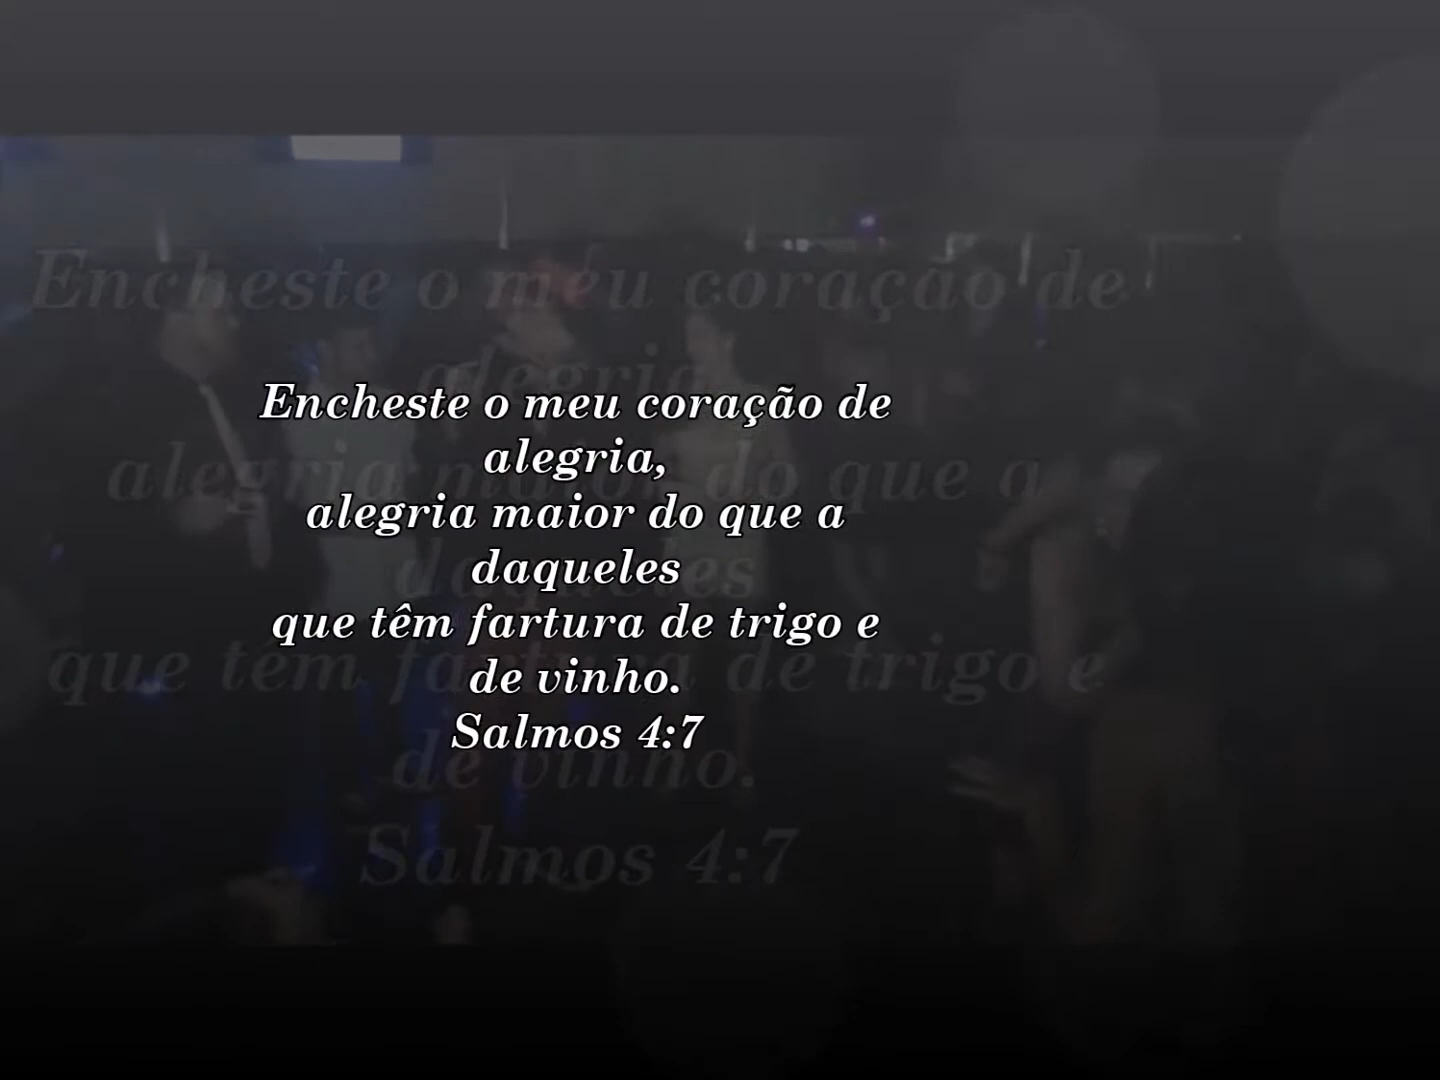 Encheste o meu coração de
alegria,
alegria maior do que a
daqueles
que têm fartura de trigo e
de vinho.
Salmos 4:7